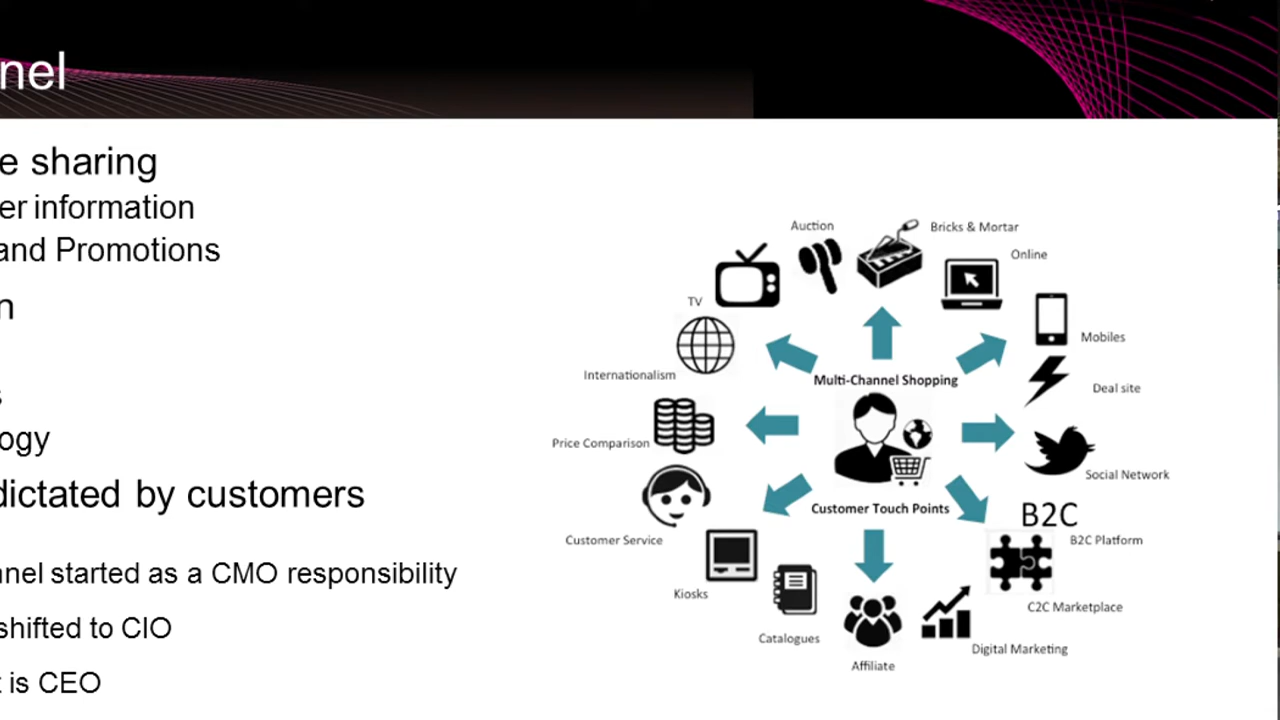 nel
e sharing
er information
and Promotions
n
s
ogy
dictated by customers
nnel started as a CMO responsibility
shifted to CIO
t is CEO
Auction
Bricks & Mortar
Online
TV
Mobiles
Internationalism
Multi-Channel Shopping
Deal site
Price Comparison
Social Network
Customer Touch Points
B2C
Customer Service
B2C Platform
Kiosks
C2C Marketplace
Catalogues
Digital Marketing
Affiliate